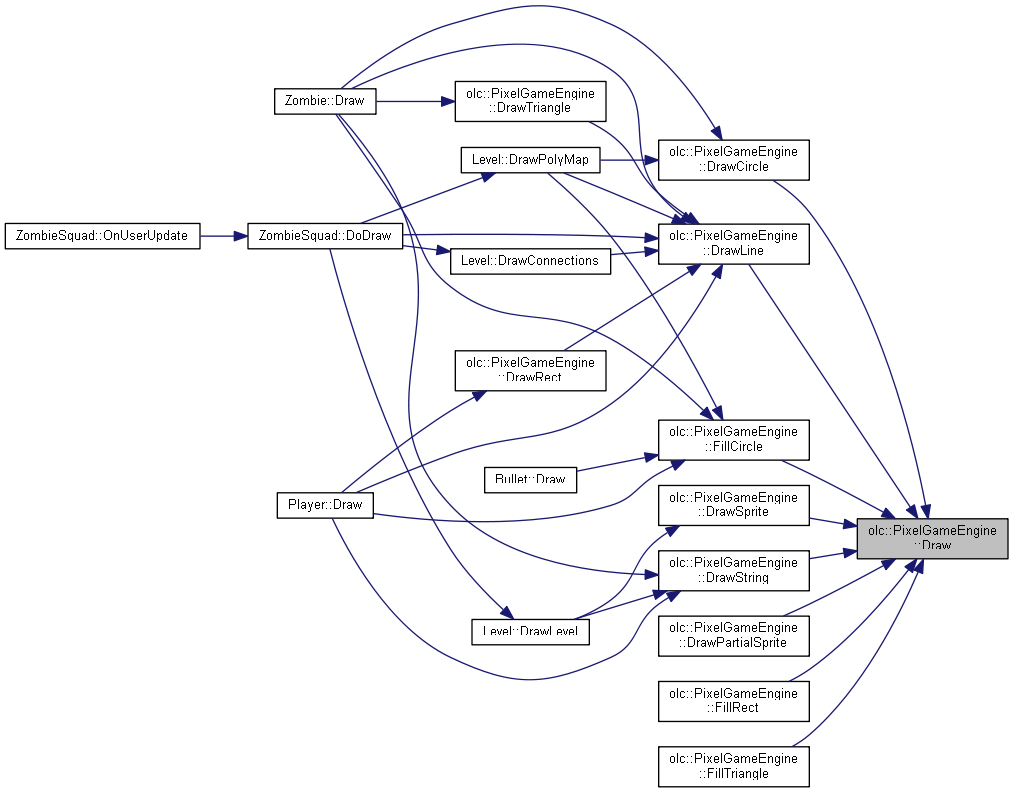 Zombie::Draw
olc::PixelGameEngine
::DrawTriangle
Level::DrawPolyMap
olc::PixelGameEngine
::DrawCircle
ZombieSquad::OnUserUpdate
ZombieSquad::DoDraw
Level::DrawConnections
olc::PixelGameEngine
::DrawLine
olc::PixelGameEngine
::DrawRect
olc::PixelGameEngine
::FillCircle
Bullet::Draw
Player::Draw
olc::PixelGameEngine
::DrawSprite
olc::PixelGameEngine
::Draw
olc::PixelGameEngine
::DrawString
Level::DrawLevel
olc::PixelGameEngine
::DrawPartialSprite
olc::PixelGameEngine
::FillRect
olc::PixelGameEngine
::FillTriangle